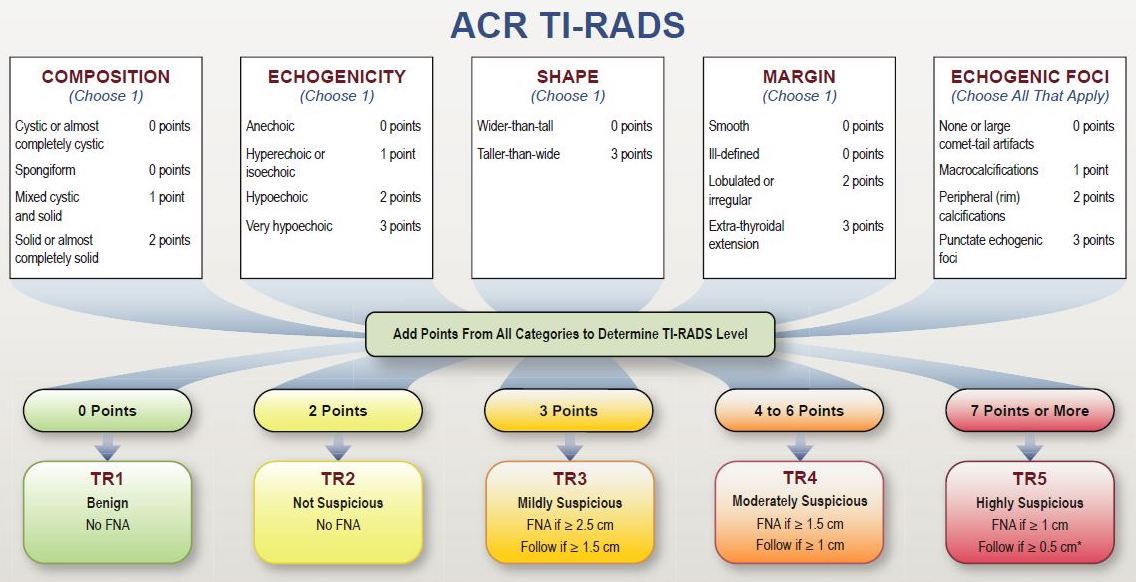 ACR TI-RADS
COMPOSITION
(Choose 1)
Cystic or almost completely cystic 0 points
Spongiform 0 points
Mixed cystic and solid 1 point
Solid or almost completely solid 2 points
ECHOGENICITY
(Choose 1)
Anechoic 0 points
Hyperechoic or isoechoic 1 point
Hypoechoic 2 points
Very hypoechoic 3 points
SHAPE
(Choose 1)
Wider-than-tall 0 points
Taller-than-wide 3 points
MARGIN
(Choose 1)
Smooth 0 points
Ill-defined 0 points
Lobulated or irregular 2 points
Extra-thyroidal extension 3 points
ECHOGENIC FOCI
(Choose All That Apply)
None or large comet-tail artifacts 0 points
Macrocalcifications 1 point
Peripheral (rim) calcifications 2 points
Punctate echogenic foci 3 points
Add Points From All Categories to Determine TI-RADS Level
0 Points
TR1
Benign
No FNA
2 Points
TR2
Not Suspicious
No FNA
3 Points
TR3
Mildly Suspicious
FNA if ≥ 2.5 cm
Follow if ≥ 1.5 cm
4 to 6 Points
TR4
Moderately Suspicious
FNA if ≥ 1.5 cm
Follow if ≥ 1 cm
7 Points or More
TR5
Highly Suspicious
FNA if ≥ 1 cm
Follow if ≥ 0.5 cm*